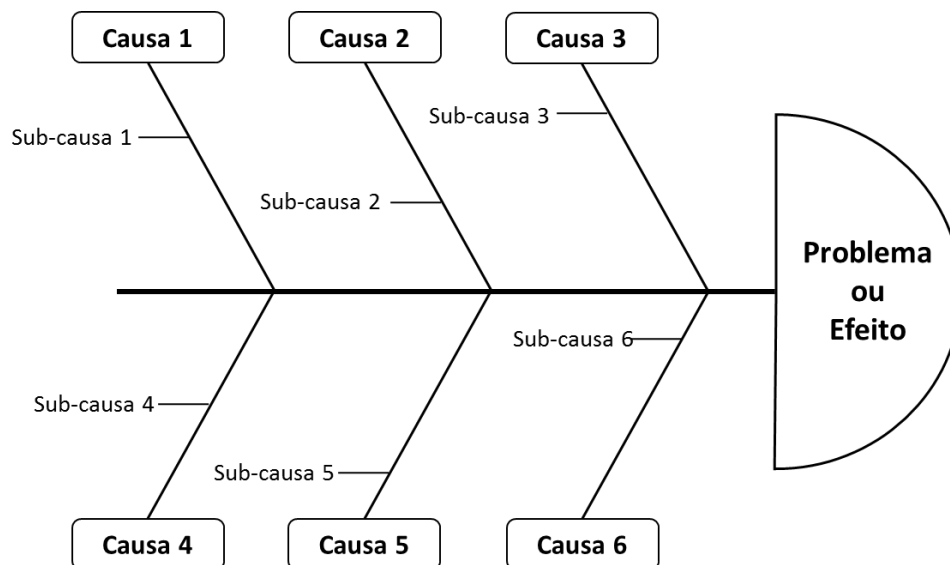 Causa 1
Causa 2
Causa 3
Sub-causa 1
Sub-causa 3
Sub-causa 2
Problema
ou
Efeito
Sub-causa 6
Sub-causa 4
Sub-causa 5
Causa 4
Causa 5
Causa 6